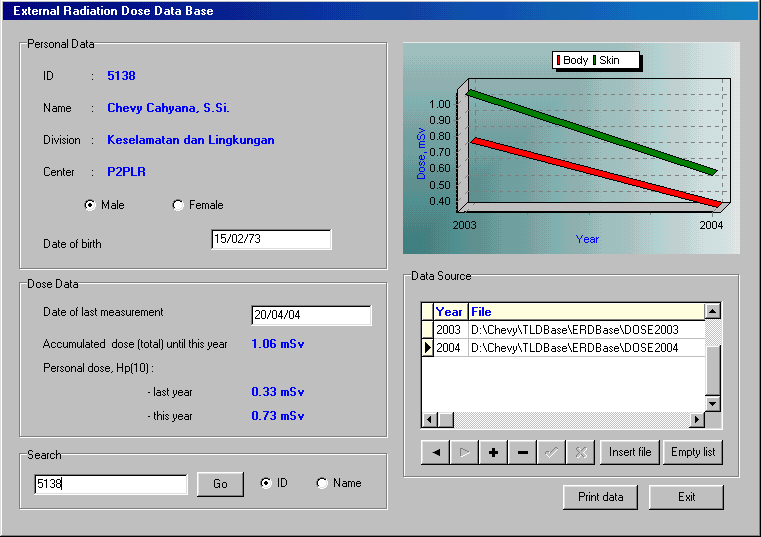 External Radiation Dose Data Base
Personal Data
ID : 5138
Name : Chevy Cahyana, S.Si.
Division : Keselamatan dan Lingkungan
Center : P2PLR
Male Female
Date of birth 15/02/73
Dose Data
Date of last measurement 20/04/04
Accumulated dose (total) until this year 1.06 mSv
Personal dose, Hp(10) :
- last year 0.33 mSv
- this year 0.73 mSv
Search
5138 Go ID Name
Body Skin
1.00
0.90
0.80
0.70
0.60
0.50
0.40
Dose, mSv
2003 2004
Year
Data Source
Year File
2003 D:\Chevy\TLDBase\ERDBase\DOSE2003
2004 D:\Chevy\TLDBase\ERDBase\DOSE2004
Insert file Empty list
Print data Exit